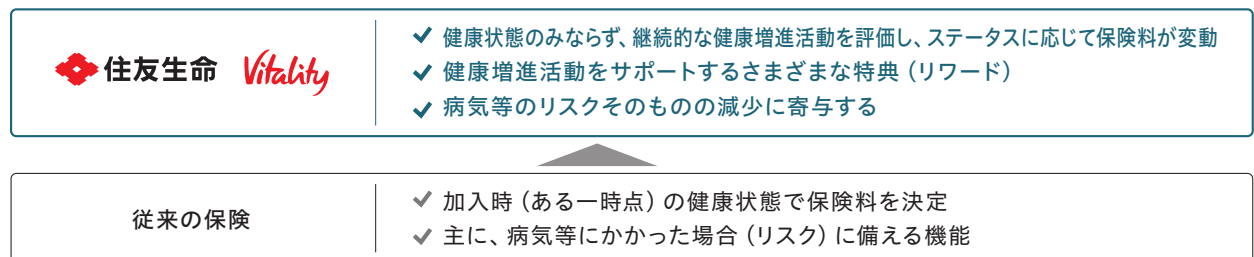 住友生命 Vitality
健康状態のみならず、継続的な健康増進活動を評価し、ステータスに応じて保険料が変動
健康増進活動をサポートするさまざまな特典（リワード）
病気等のリスクそのものの減少に寄与する
従来の保険
加入時（ある一時点）の健康状態で保険料を決定
主に、病気等にかかった場合（リスク）に備える機能